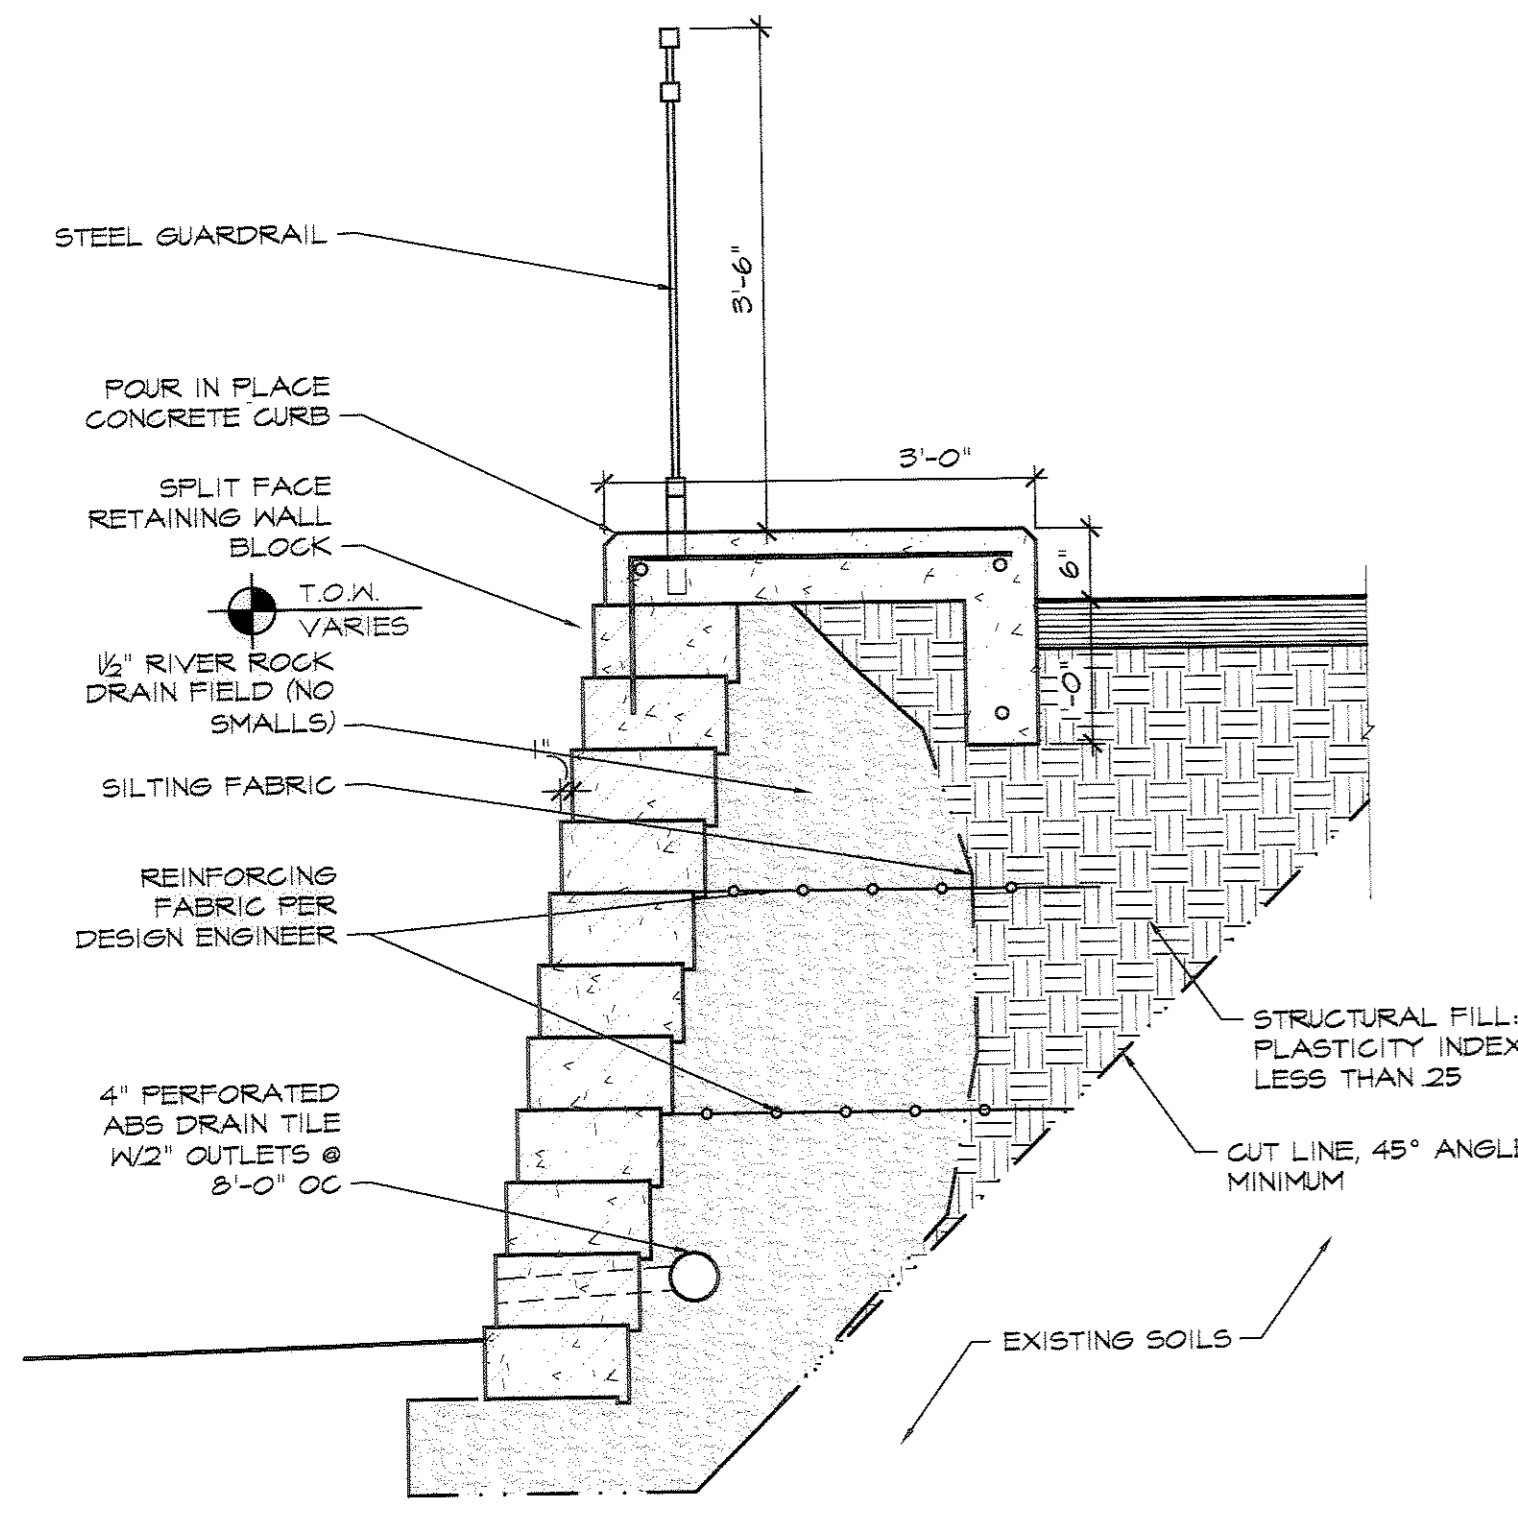 3'-6"
STEEL GUARDRAIL
POUR IN PLACE
CONCRETE CURB
3'-0"
SPLIT FACE
RETAINING WALL
BLOCK
6"
T.O.W.
VARIES
1½" RIVER ROCK
DRAIN FIELD (NO
SMALLS)
-0"
1"
SILTING FABRIC
REINFORCING
FABRIC PER
DESIGN ENGINEER
STRUCTURAL FILL:
PLASTICITY INDEX
LESS THAN .25
4" PERFORATED
ABS DRAIN TILE
W/2" OUTLETS @
8'-0" OC
CUT LINE, 45° ANGLE
MINIMUM
EXISTING SOILS